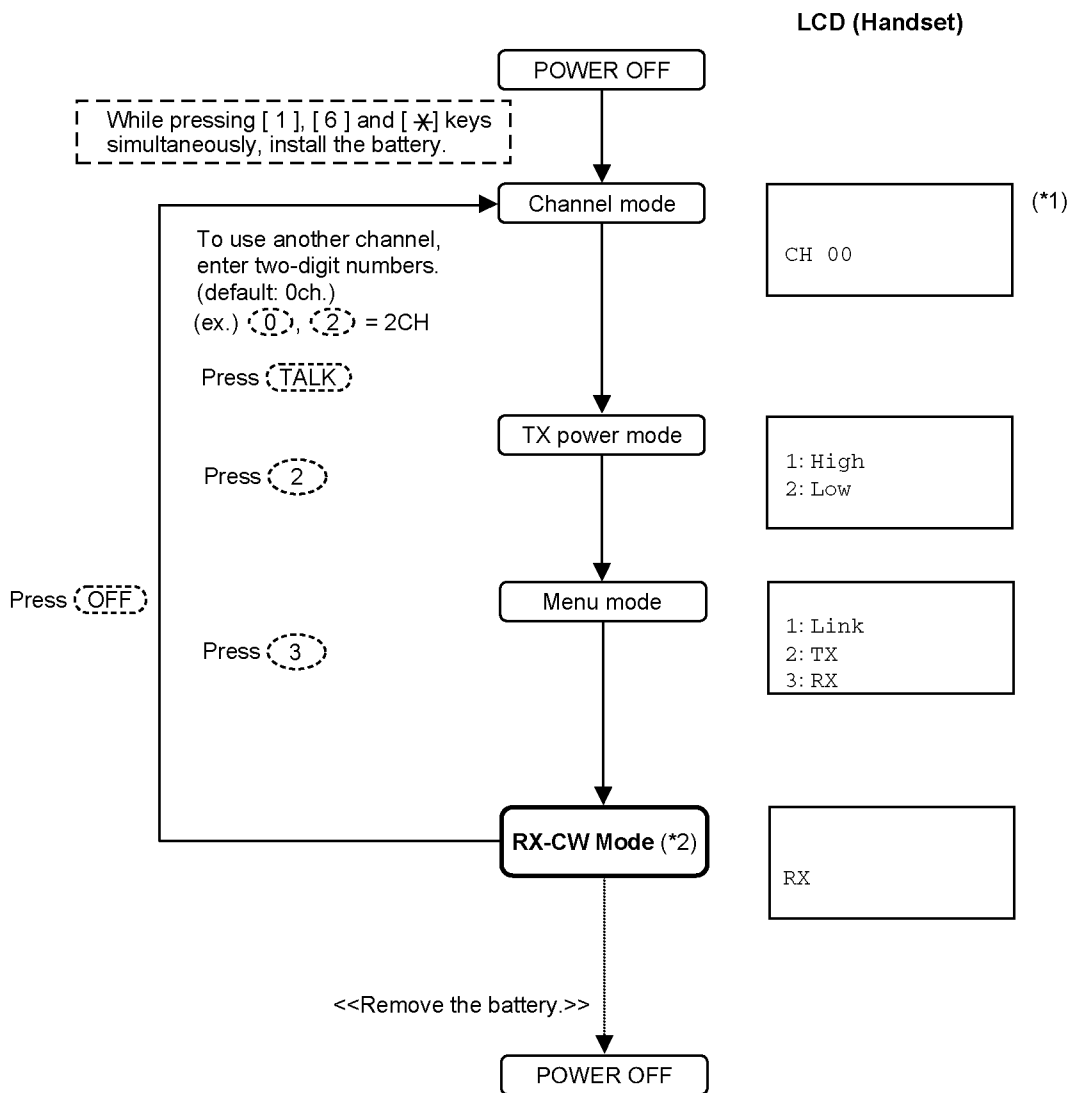 LCD (Handset)
POWER OFF
While pressing [ 1 ], [ 6 ] and [ * ] keys
simultaneously, install the battery.
Channel mode
(*1)
To use another channel,
enter two-digit numbers.
(default: 0ch.)
(ex.) 0, 2 = 2CH
CH 00
Press TALK
TX power mode
1: High
2: Low
Press 2
Press OFF
Menu mode
1: Link
2: TX
3: RX
Press 3
RX-CW Mode (*2)
RX
<<Remove the battery.>>
POWER OFF